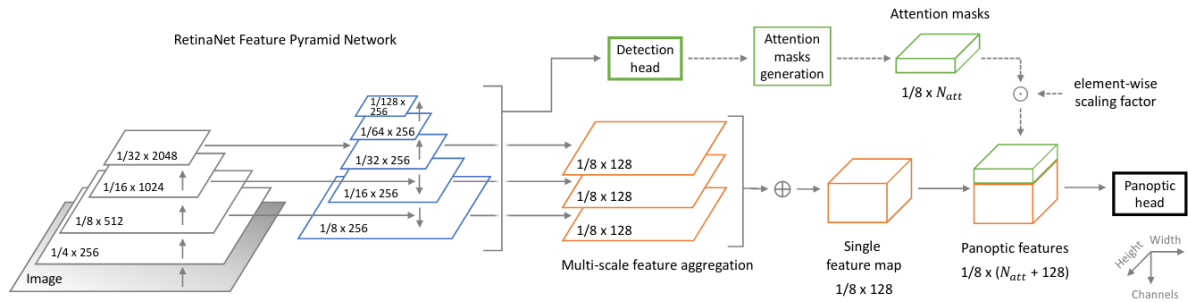 RetinaNet Feature Pyramid Network
Attention masks
Detection
head
Attention
masks
generation
1/8 x N_att
element-wise
scaling factor
1/32 x 2048
1/16 x 1024
1/8 x 512
1/4 x 256
Image
1/128 x
256
1/64 x 256
1/32 x 256
1/16 x 256
1/8 x 256
1/8 x 128
1/8 x 128
1/8 x 128
Multi-scale feature aggregation
Single
feature map
1/8 x 128
Panoptic features
1/8 x (N_att + 128)
Panoptic
head
Height
Width
Channels